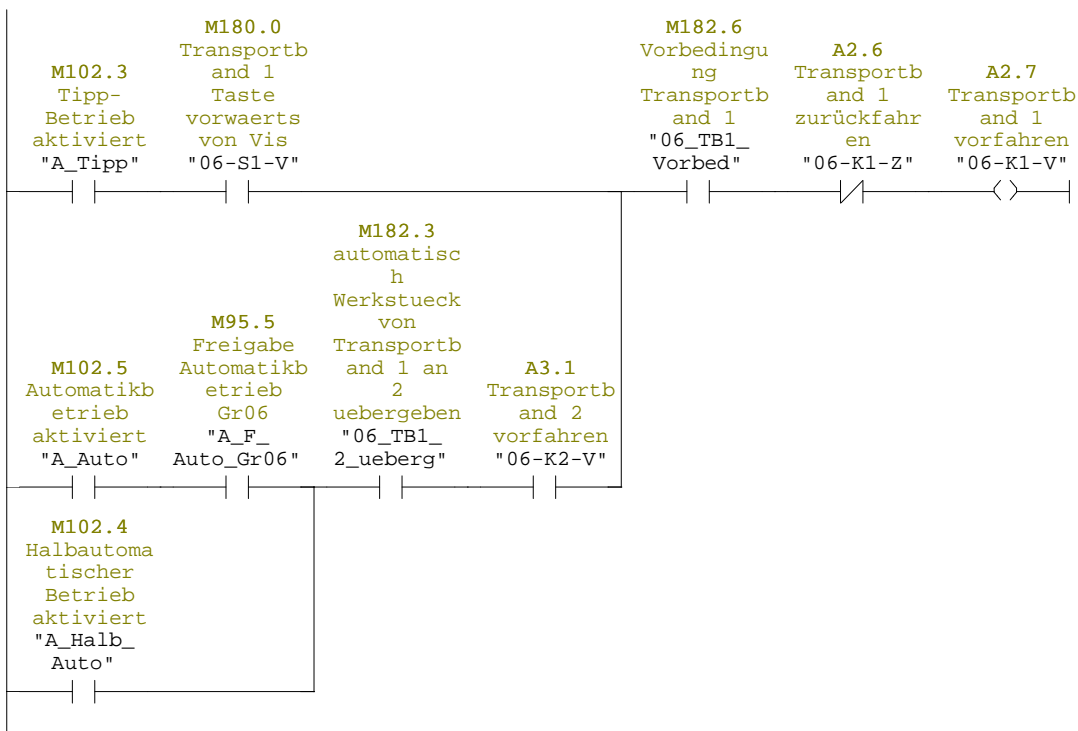 M180.0
Transportb
and 1
Taste
vorwaerts
von Vis
"06-S1-V"
M102.3
Tipp-
Betrieb
aktiviert
"A_Tipp"
M182.6
Vorbedingu
ng
Transportb
and 1
"06_TB1_
Vorbed"
A2.6
Transportb
and 1
zurückfahr
en
"06-K1-Z"
A2.7
Transportb
and 1
vorfahren
"06-K1-V"
M102.5
Automatikb
etrieb
aktiviert
"A_Auto"
M95.5
Freigabe
Automatikb
etrieb
Gr06
"A_F_
Auto_Gr06"
M182.3
automatisc
h
Werkstueck
von
Transportb
and 1 an
2
uebergeben
"06_TB1_
2_ueberg"
A3.1
Transportb
and 2
vorfahren
"06-K2-V"
M102.4
Halbautoma
tischer
Betrieb
aktiviert
"A_Halb_
Auto"